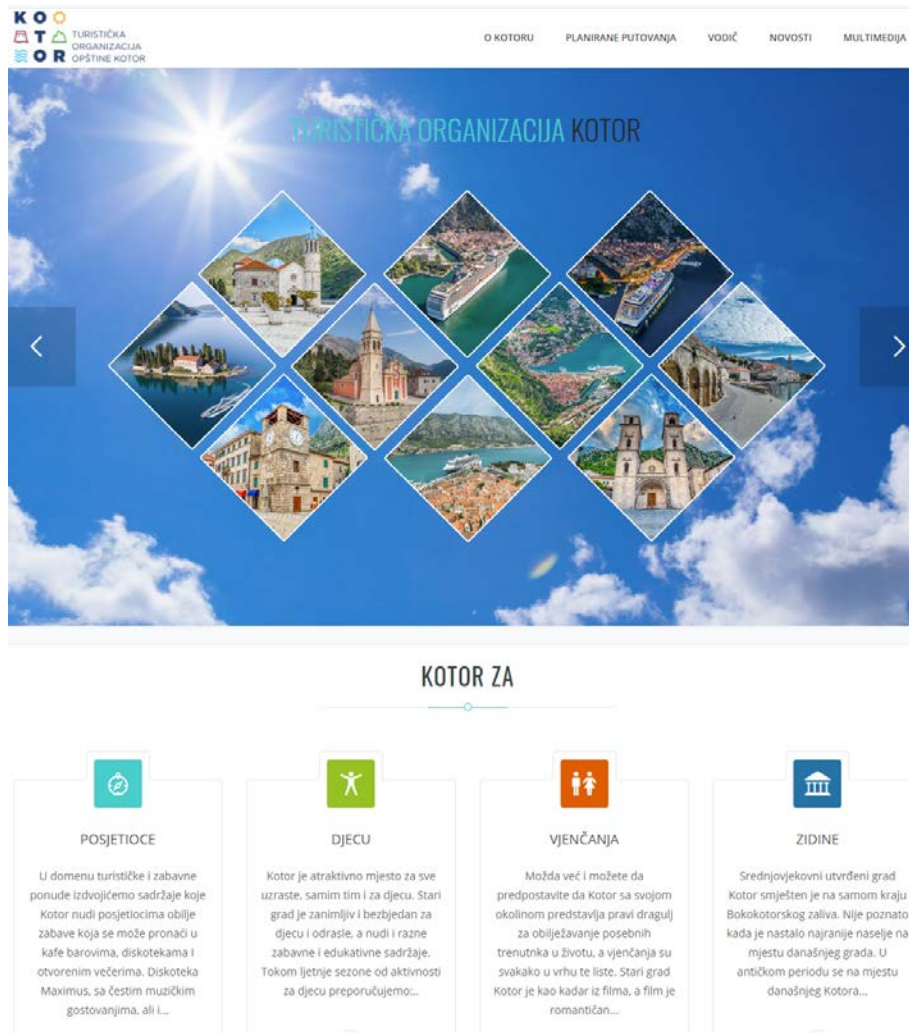 KO
TURISTIČKA
T
ORGANIZACIJA
OR
OPŠTINE KOTOR
O KOTORU
PLANIRANE PUTOVANJA
VODIČ
NOVOSTI
MULTIMEDIJA
TURISTIČKA ORGANIZACIJA KOTOR
KOTOR ZA
POSJETIOCE
U domenu turističke i zabavne
ponude izdvojićemo sadržaje koje
Kotor nudi posjetiocima obilje
zabave koja se može pronaći u
kafe barovima, diskotekama I
otvorenim večerima. Diskoteka
Maximus, sa čestim muzičkim
gostovanjima, ali i...
DJECU
Kotor je atraktivno mjesto za sve
uzraste, samim tim i za djecu. Stari
grad je zanimljiv i bezbjedan za
djecu i odrasle, a nudi i razne
zabavne i edukativne sadržaje.
Tokom ljetnje sezone od aktivnosti
za djecu preporučujemo:...
VJENČANJA
Možda već i možete da
predpostavite da Kotor sa svojom
okolinom predstavlja pravi dragulj
za obilježavanje posebnih
trenutnka u životu, a vjenčanja su
svakako u vrhu te liste. Stari grad
Kotor je kao kadar iz filma, a film je
romantičan...
ZIDINE
Srednjovjekovni utvrđeni grad
Kotor smješten je na samom kraju
Bokokotorskog zaliva. Nije poznato
kada je nastalo najranije naselje na
mjestu današnjeg grada. U
antičkom periodu se na mjestu
današnjeg Kotora...